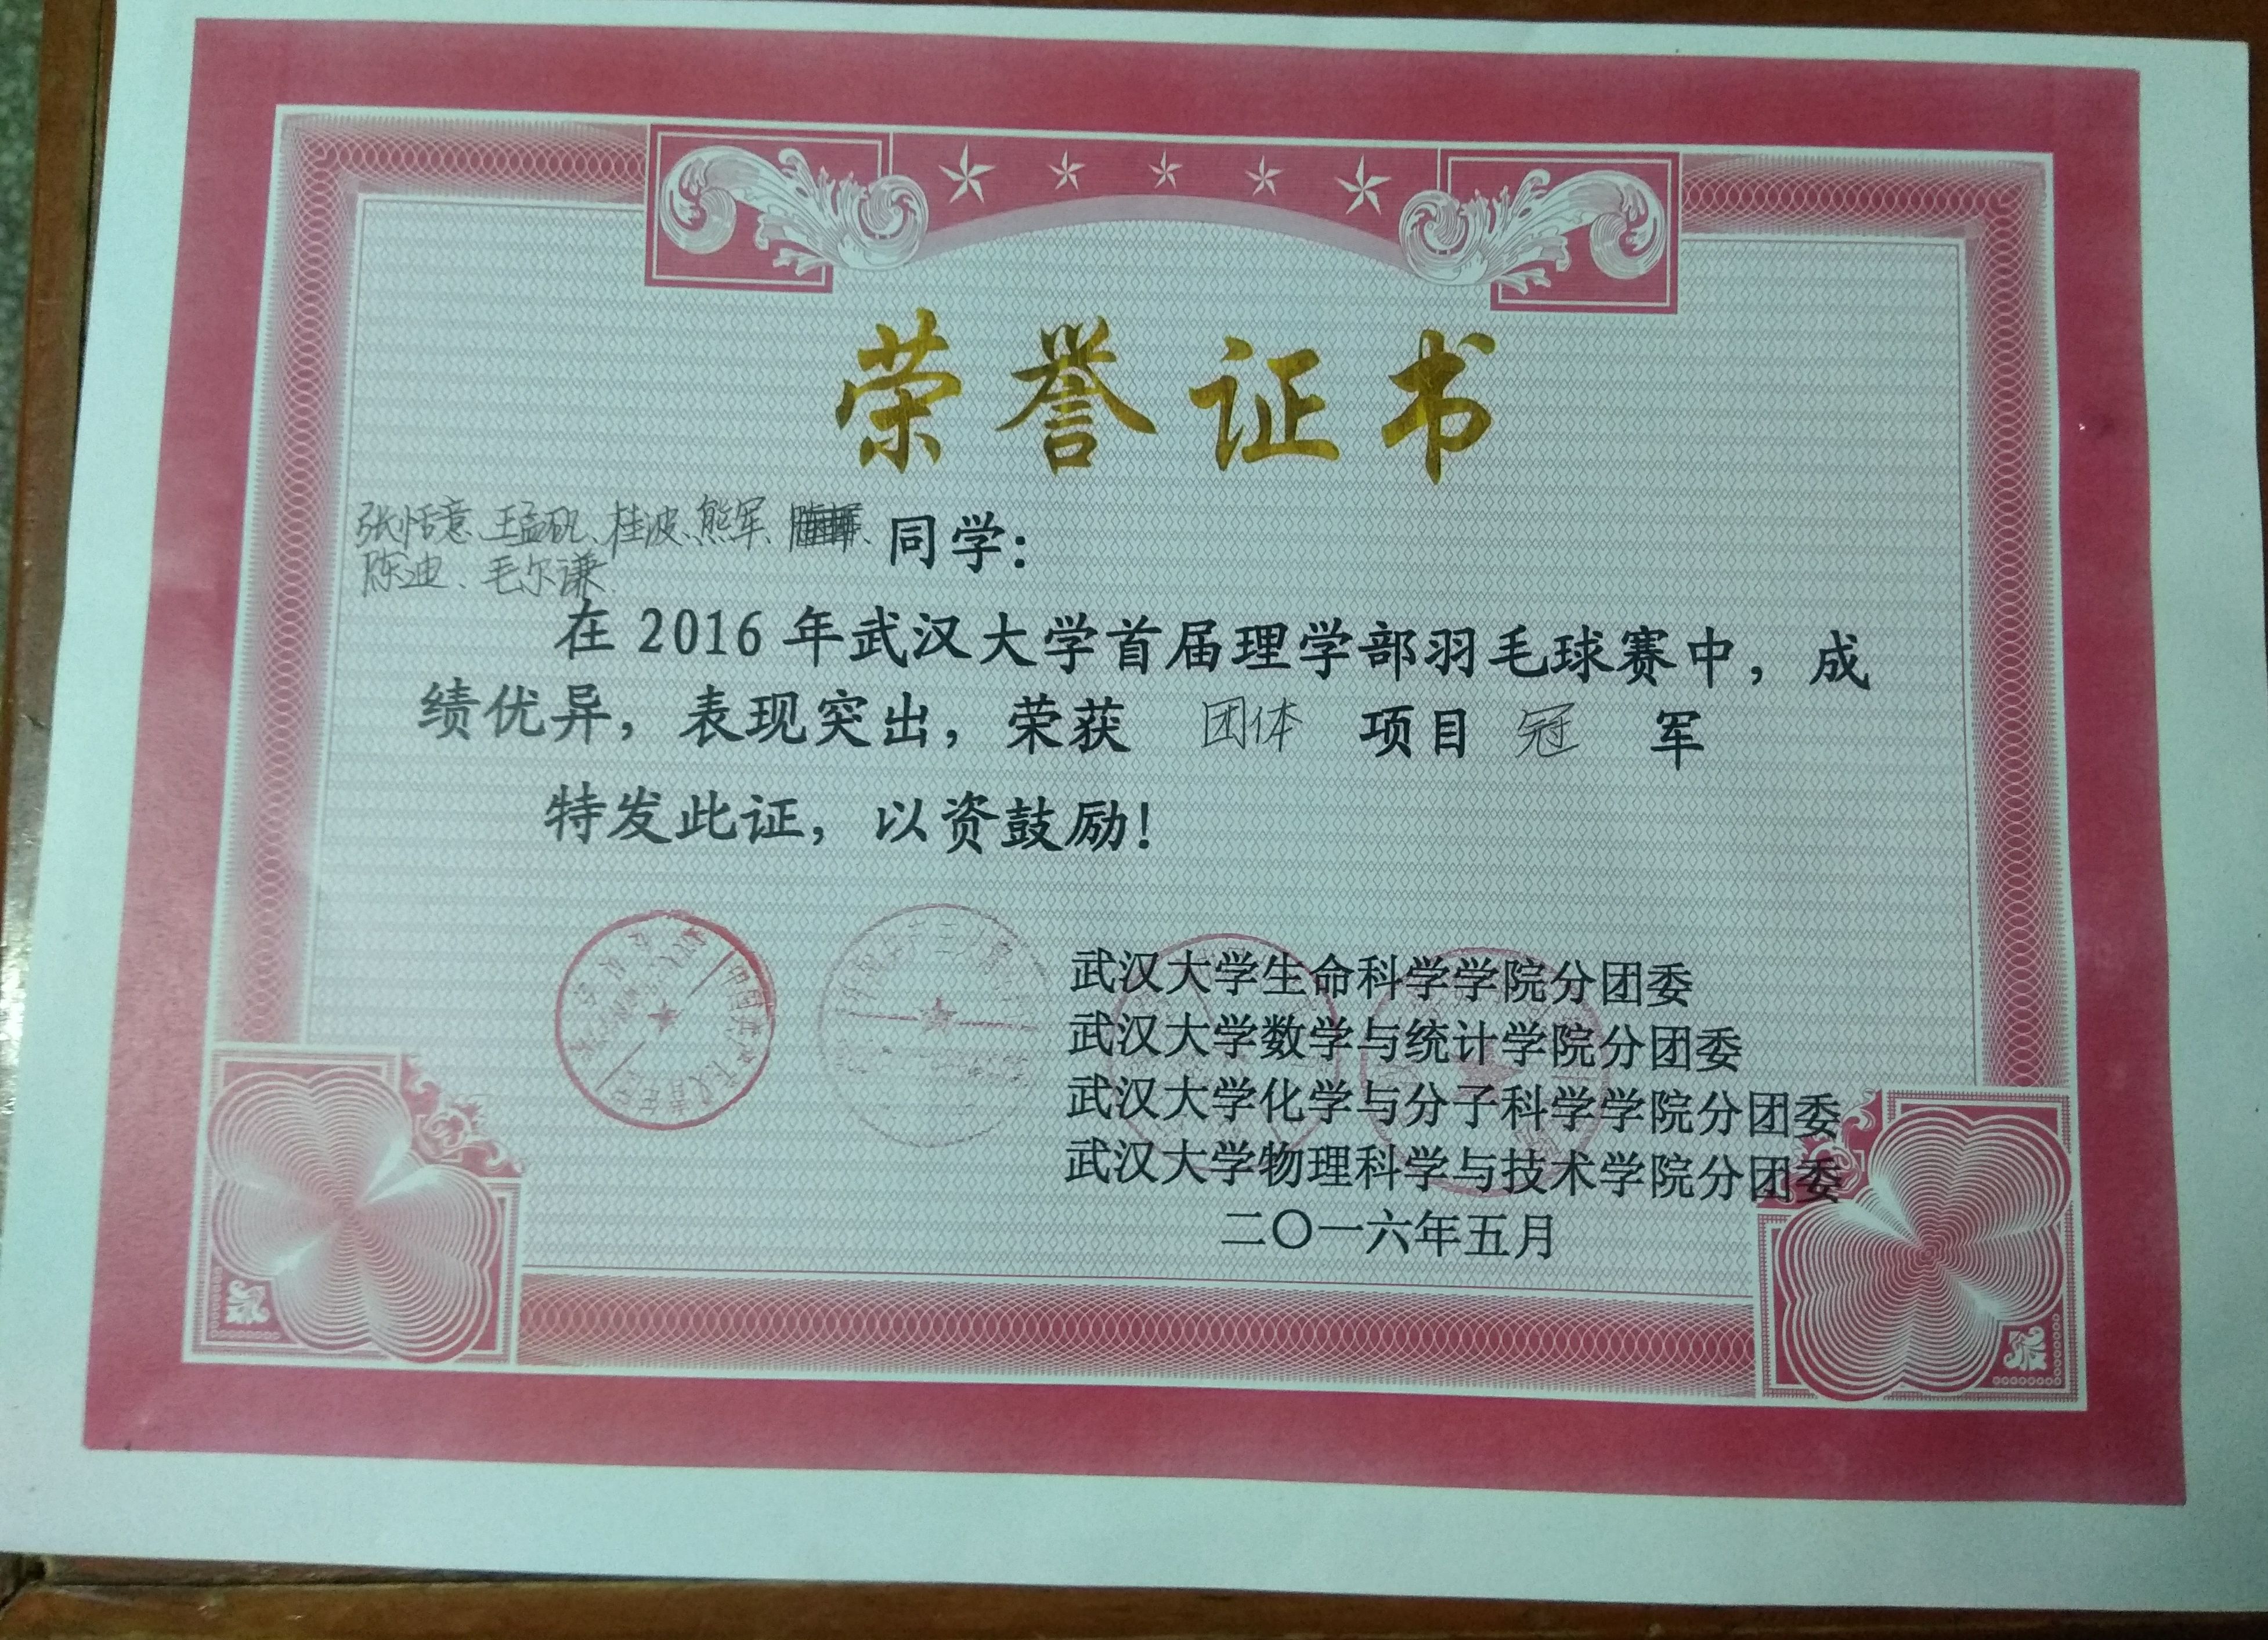 荣誉证书
张恬意、王孟矾、桂波、熊军、
同学：
陈迪、毛尔谦
在2016年武汉大学首届理学部羽毛球赛中，成
绩优异，表现突出，荣获 团体 项目 冠 军
特发此证，以资鼓励！
武汉大学生命科学学院分团委
武汉大学数学与统计学院分团委
武汉大学化学与分子科学学院分团委
武汉大学物理科学与技术学院分团委
二〇一六年五月